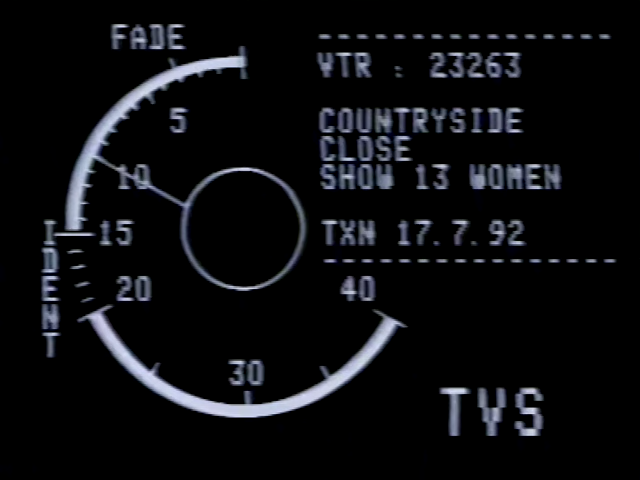 FADE
----------------
VTR : 23263
COUNTRYSIDE
CLOSE
SHOW 13 WOMEN
TXN 17.7.92
----------------
5
10
15
20
30
40
IDENT
TVS